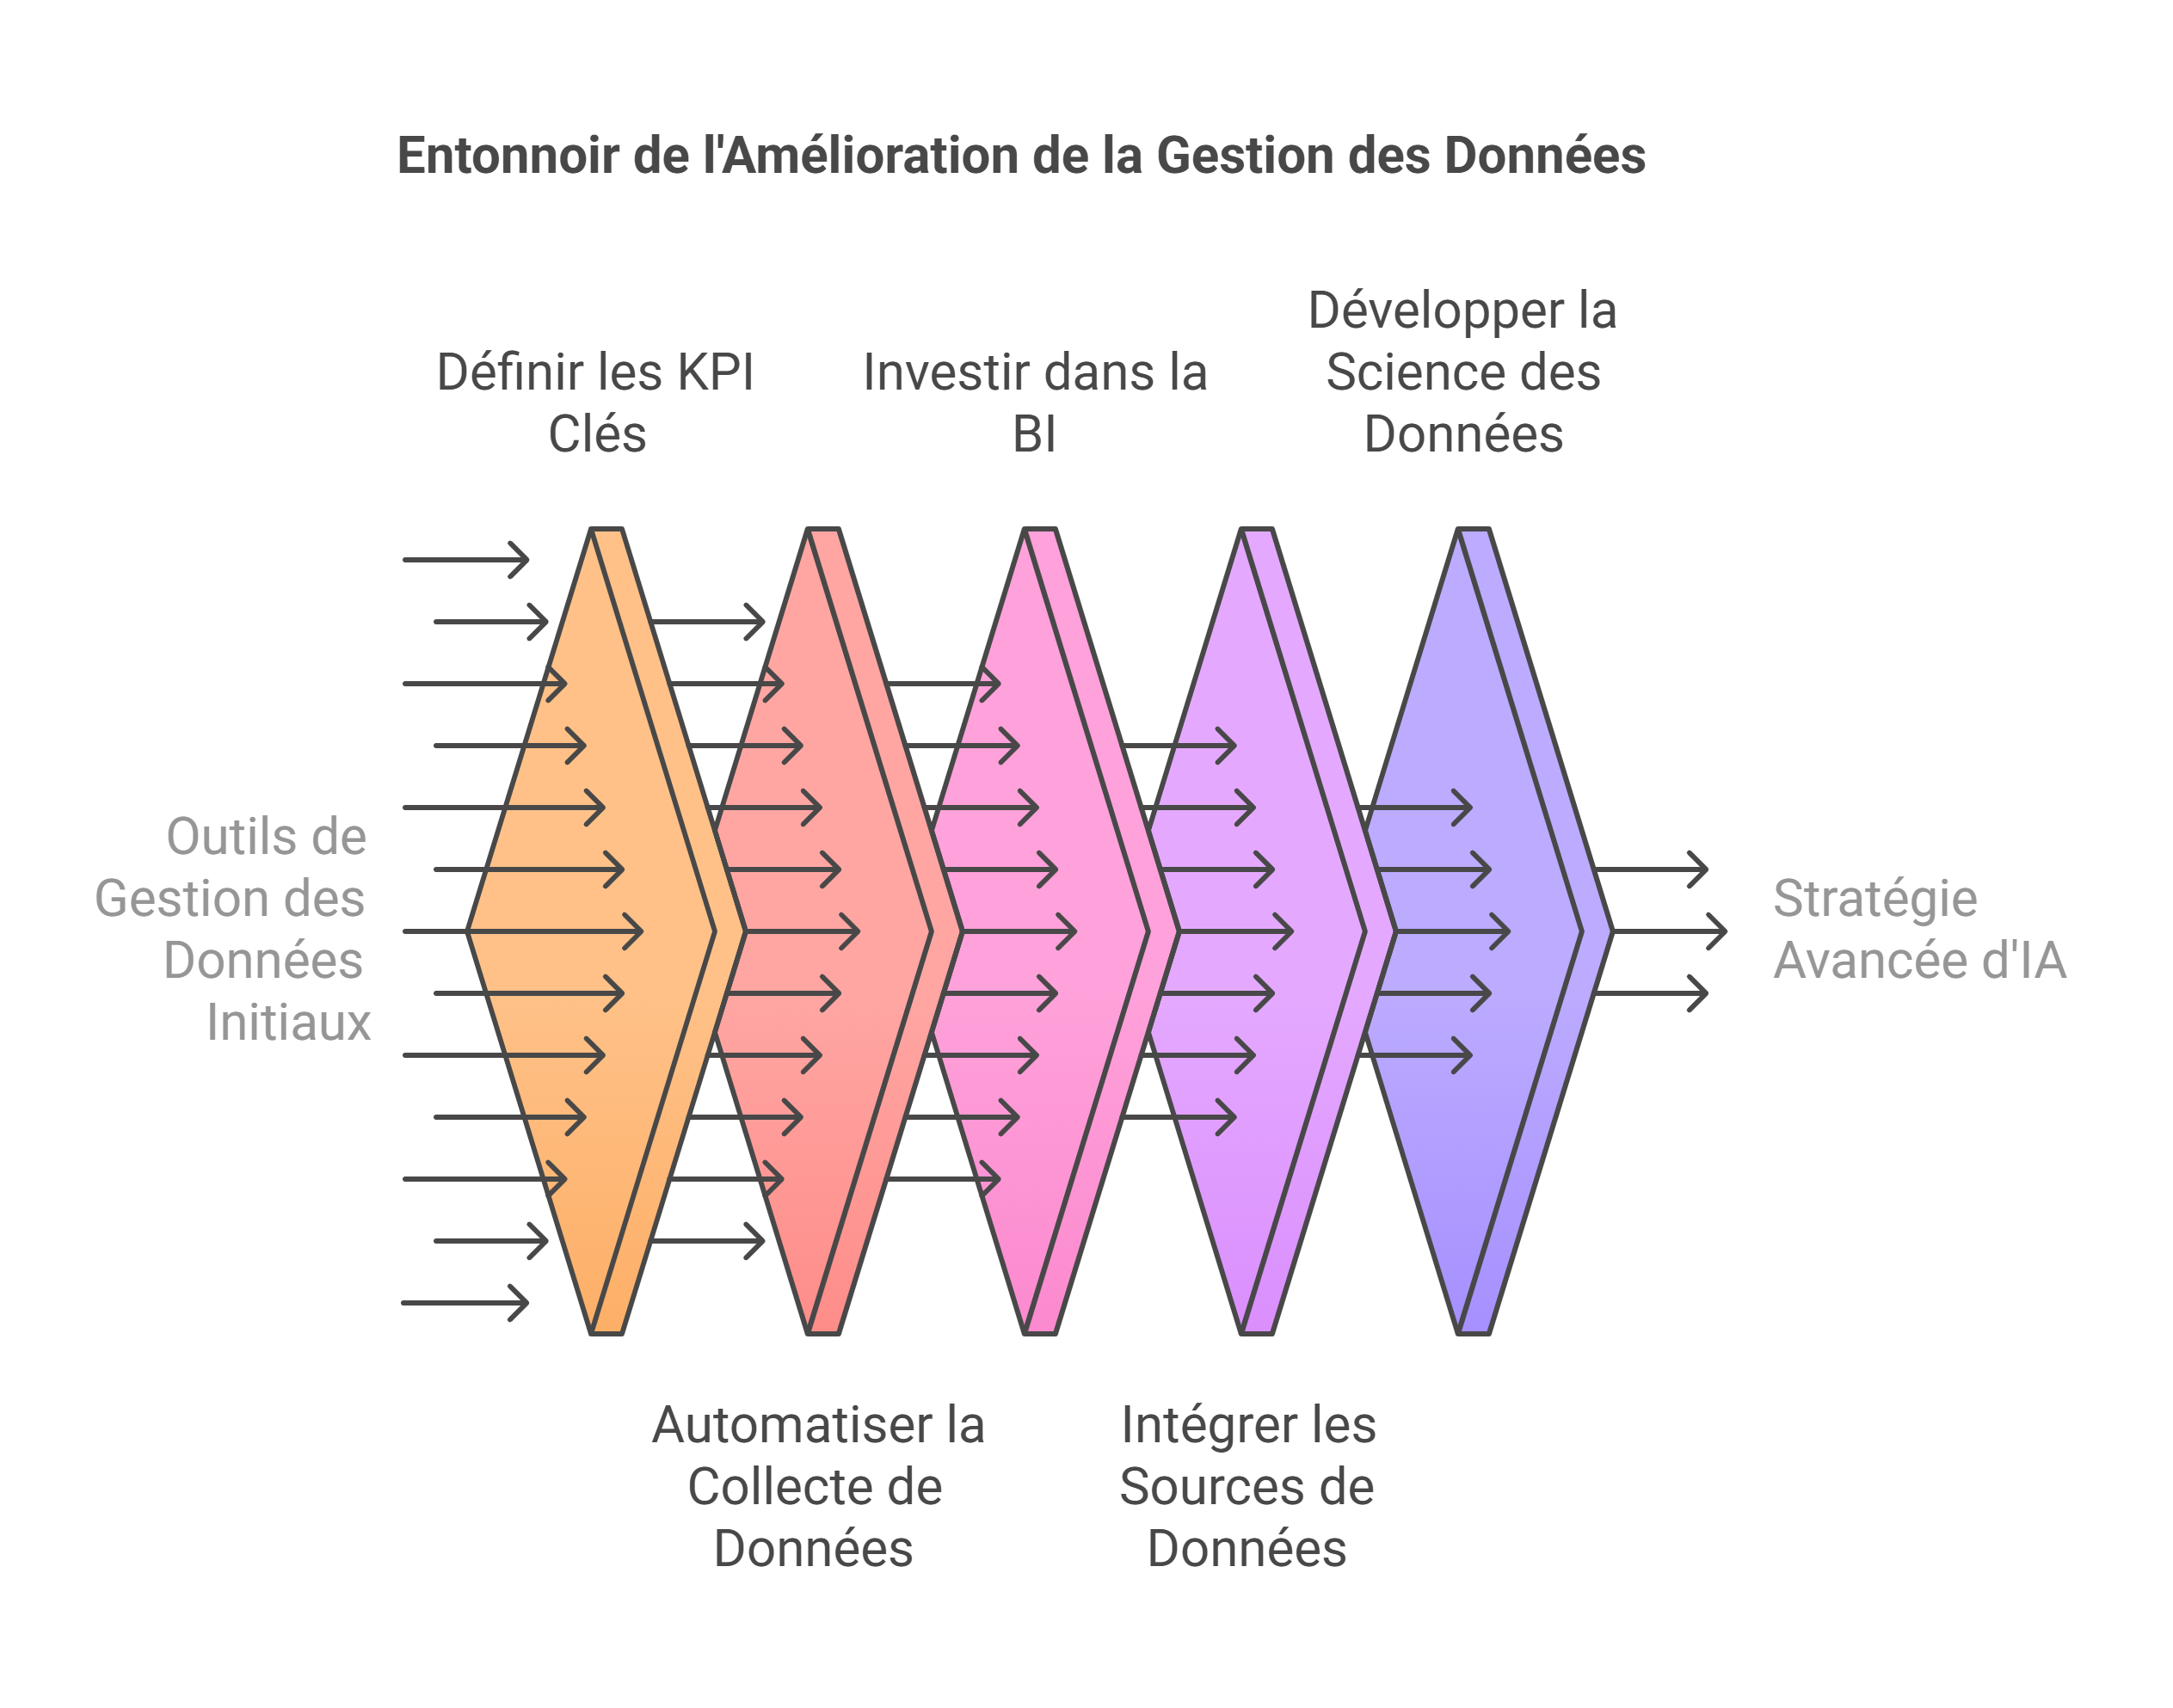 Entonnoir de l'Amélioration de la Gestion des Données
Définir les KPI
Clés
Investir dans la
BI
Développer la
Science des
Données
Outils de
Gestion des
Données
Initiaux
Stratégie
Avancée d'IA
Automatiser la
Collecte de
Données
Intégrer les
Sources de
Données